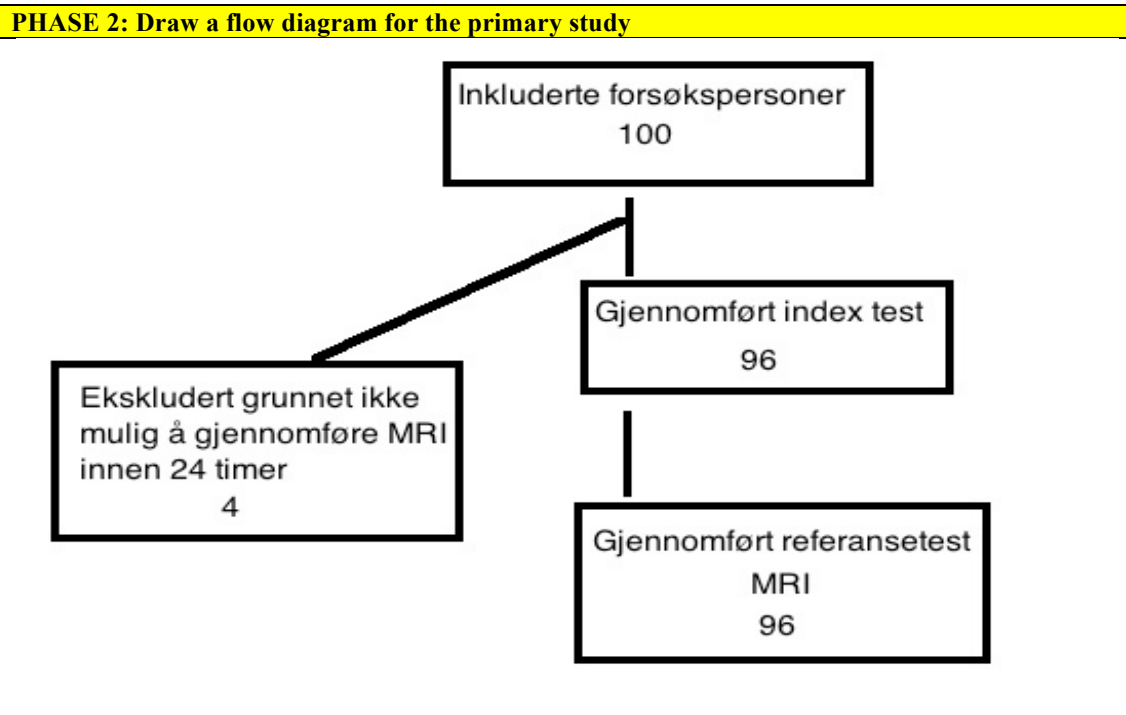 PHASE 2: Draw a flow diagram for the primary study
Inkluderte forsøkspersoner
100
Gjennomført index test
96
Ekskludert grunnet ikke
mulig å gjennomføre MRI
innen 24 timer
4
Gjennomført referansetest
MRI
96